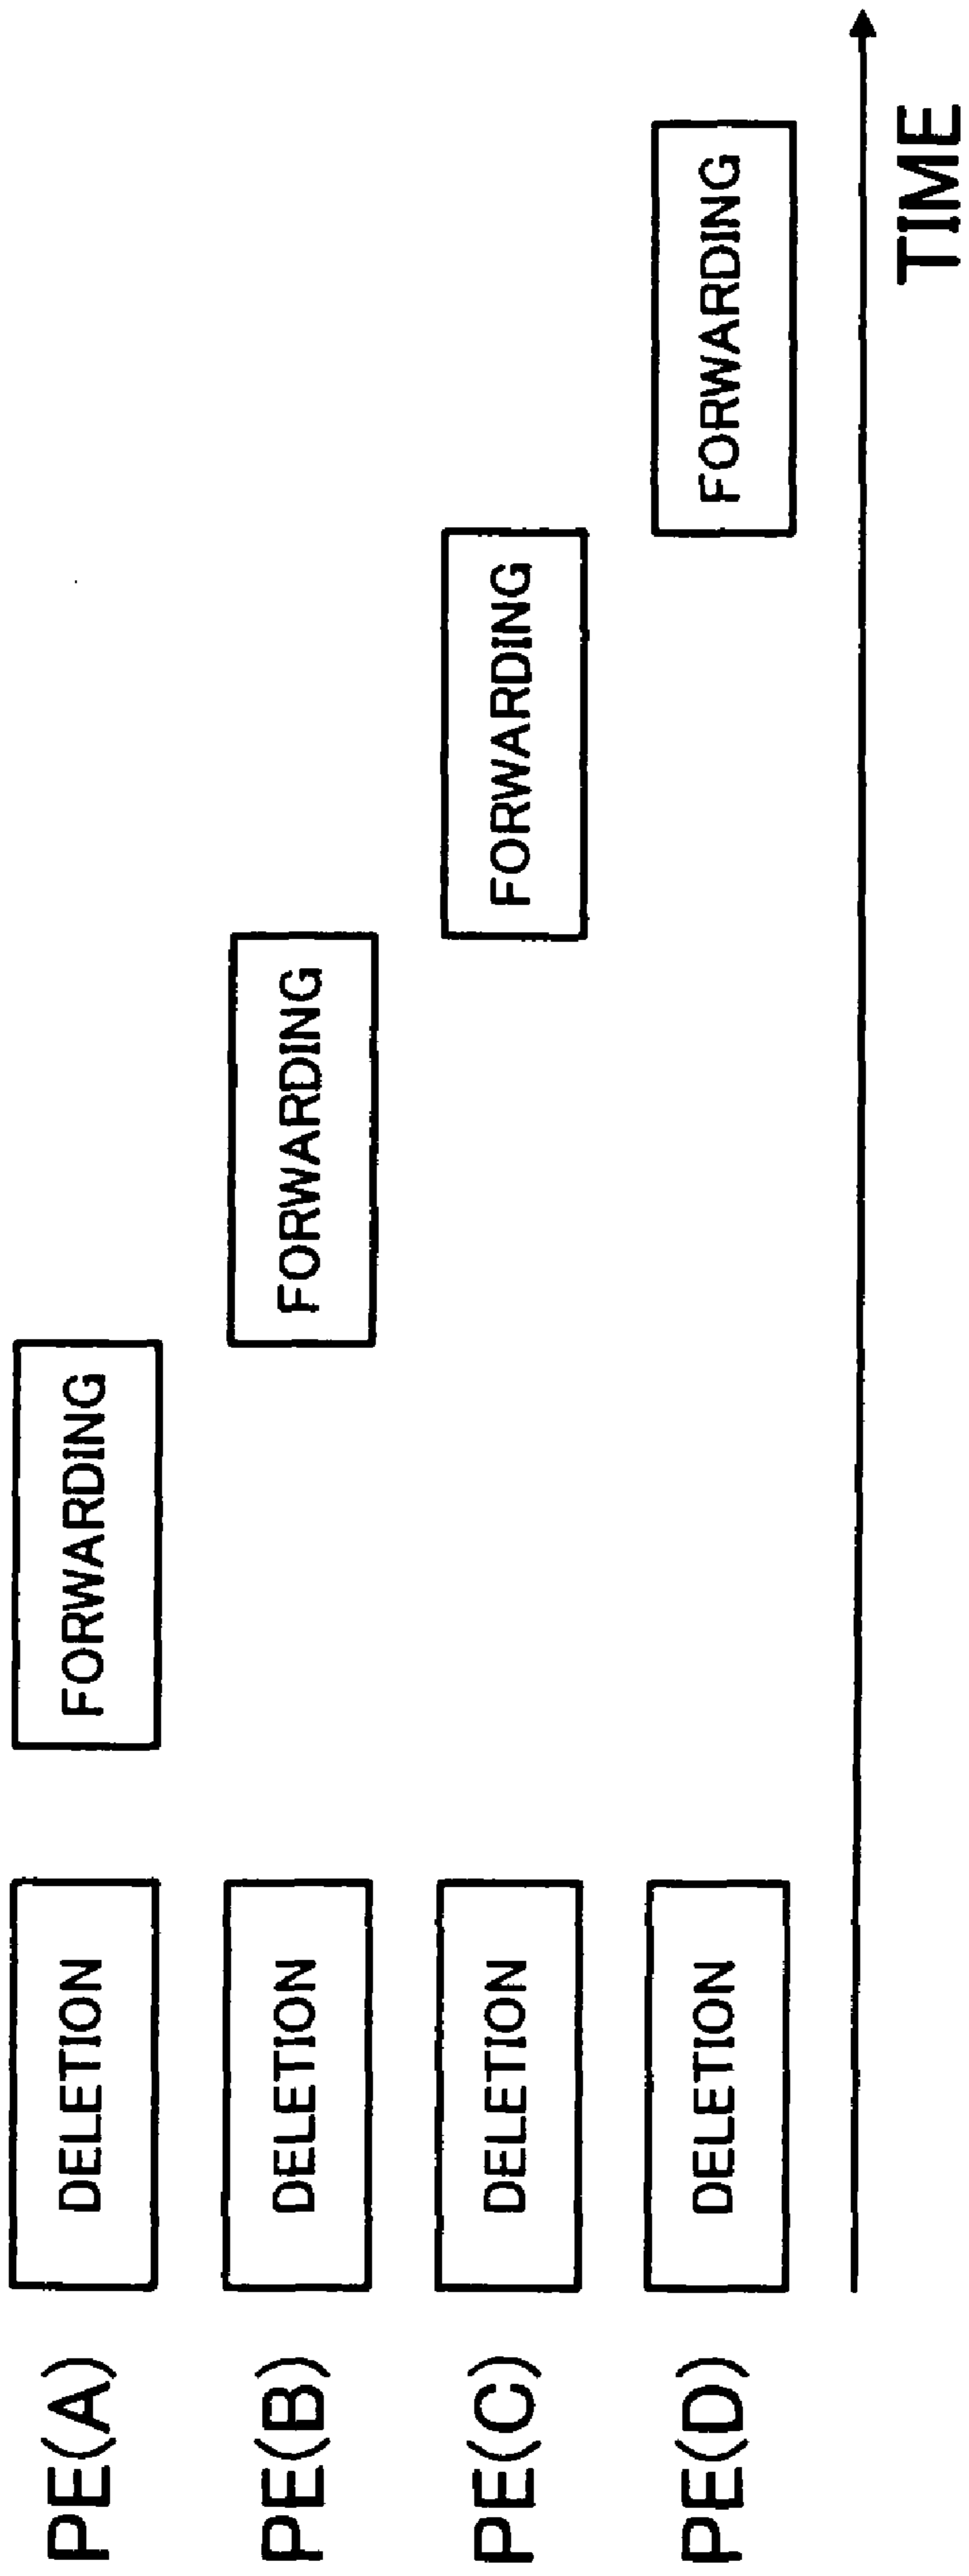 PE(A) DELETION FORWARDING
PE(B) DELETION FORWARDING
PE(C) DELETION FORWARDING
PE(D) DELETION FORWARDING
TIME